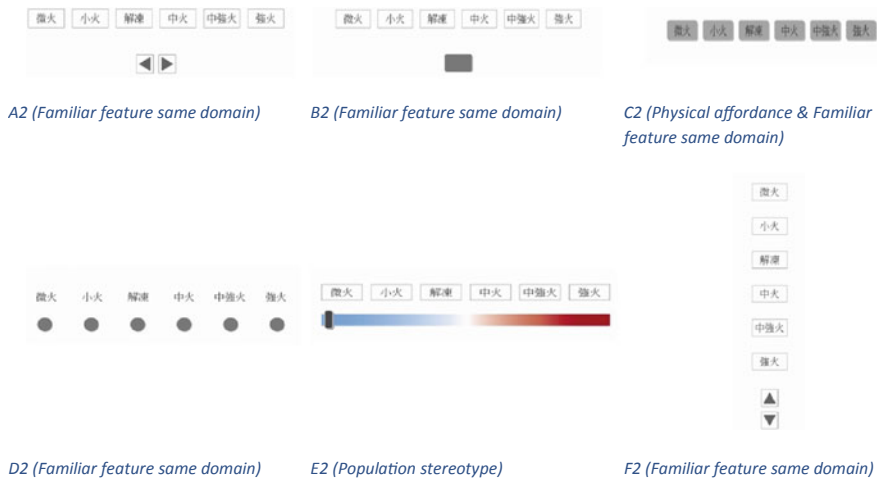 微火 小火 解凍 中火 中強火 強火
微火 小火 解凍 中火 中強火 強火
微火 小火 解凍 中火 中強火 強火
A2 (Familiar feature same domain)
B2 (Familiar feature same domain)
C2 (Physical affordance & Familiar
feature same domain)
微火 小火 解凍 中火 中強火 強火
微火 小火 解凍 中火 中強火 強火
微火
小火
解凍
中火
中強火
強火
D2 (Familiar feature same domain)
E2 (Population stereotype)
F2 (Familiar feature same domain)